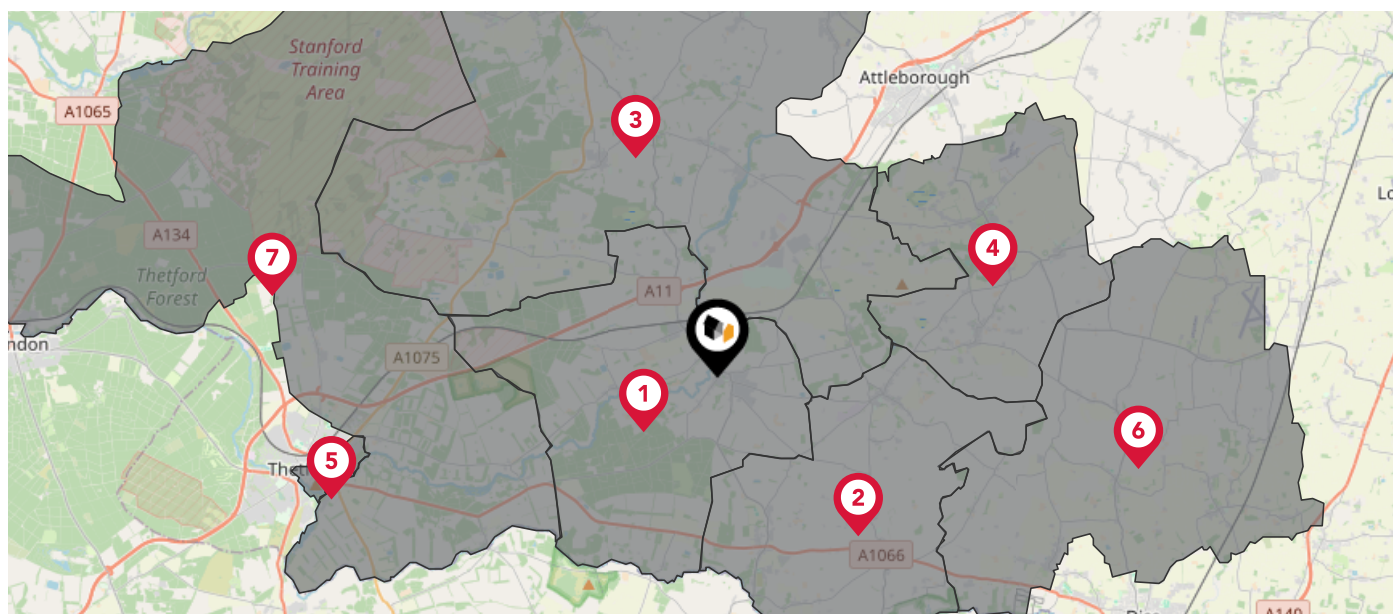 Stanford
Training
Area
Attleborough
A1065
3
A134
4
7
Thetford
Forest
A11
ndon
A1075
1
6
5
Thet
2
A1066